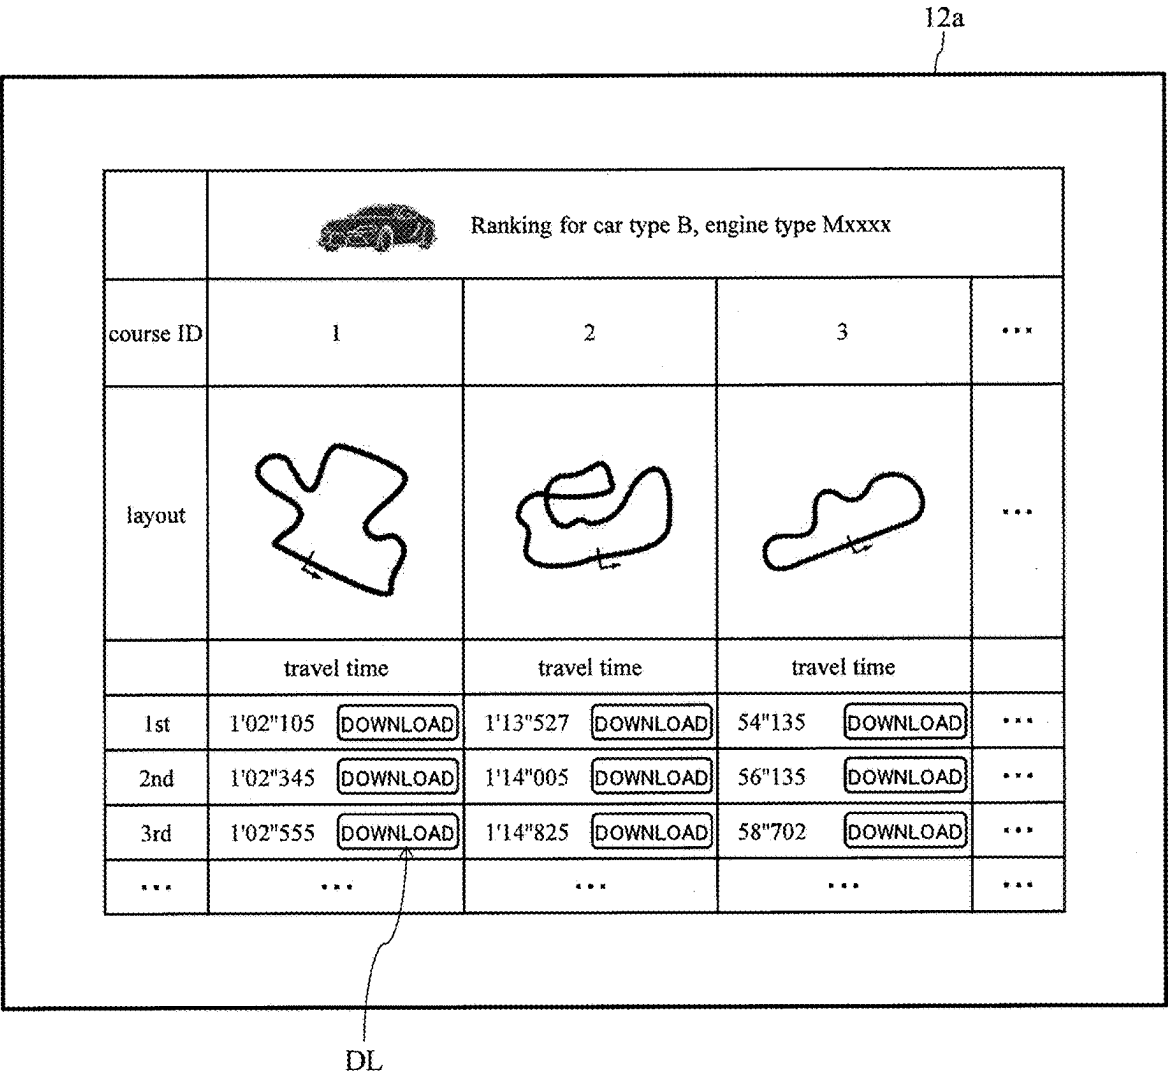 12a
Ranking for car type B, engine type Mxxxx
course ID 1 2 3 ...
layout ...
travel time travel time travel time
1st 1'02"105 DOWNLOAD 1'13"527 DOWNLOAD 54"135 DOWNLOAD ...
2nd 1'02"345 DOWNLOAD 1'14"005 DOWNLOAD 56"135 DOWNLOAD ...
3rd 1'02"555 DOWNLOAD 1'14"825 DOWNLOAD 58"702 DOWNLOAD ...
... ... ... ... ...
DL